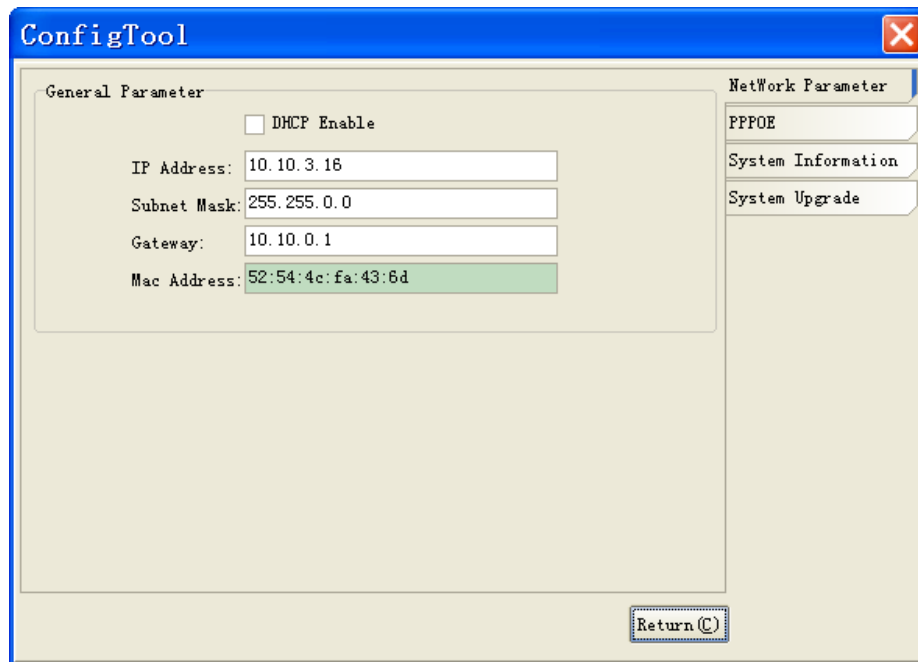 ConfigTool
General Parameter
DHCP Enable
IP Address: 10.10.3.16
Subnet Mask: 255.255.0.0
Gateway: 10.10.0.1
Mac Address: 52:54:4c:fa:43:6d
NetWork Parameter
PPPOE
System Information
System Upgrade
Return(C)